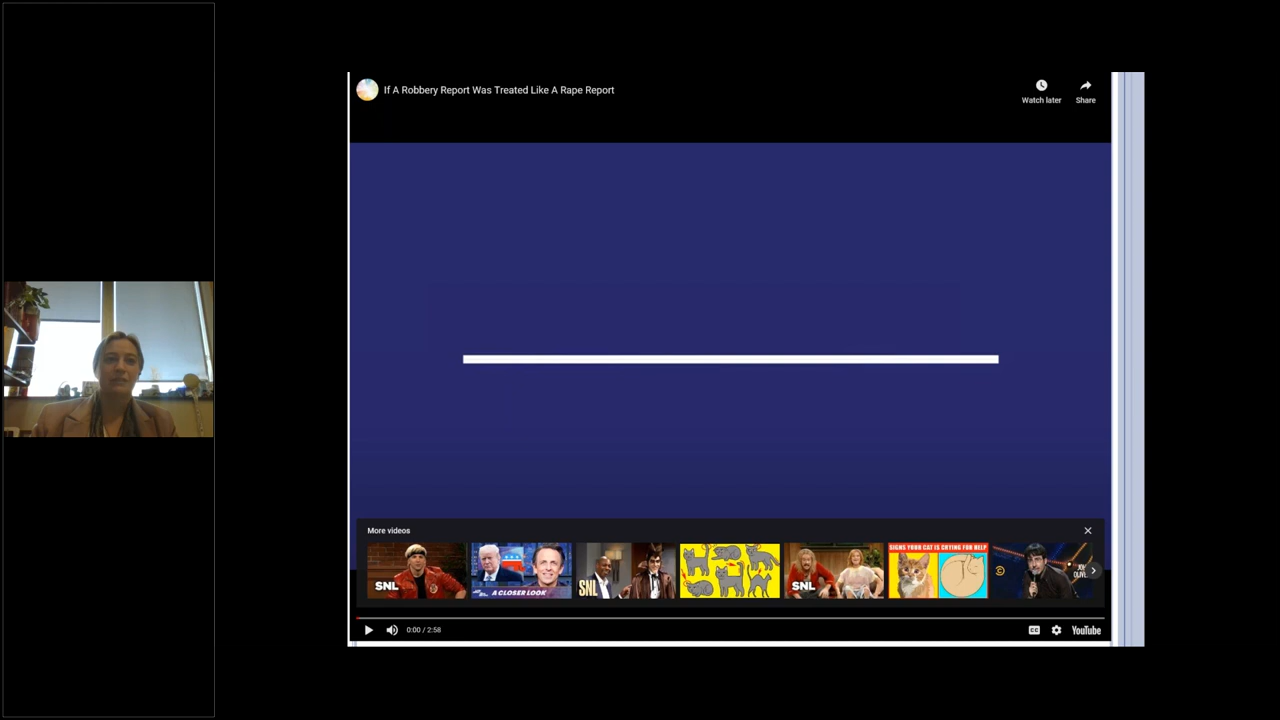 If A Robbery Report Was Treated Like A Rape Report
Watch later
Share
More videos
SNL
A CLOSER LOOK
SNL
SNL
SIGNS YOUR CAT IS CRYING FOR HELP
0:00 / 2:58
CC
YouTube